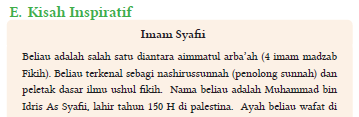 E. Kisah Inspiratif
Imam Syafii
Beliau adalah salah satu diantara aimmatul arba'ah (4 imam madzab
Fikih). Beliau terkenal sebagai nashirussunnah (penolong sunnah) dan
peletak dasar ilmu ushul fikih. Nama beliau adalah Muhammad bin
Idris As Syafii, lahir tahun 150 H di palestina. Ayah beliau wafat di